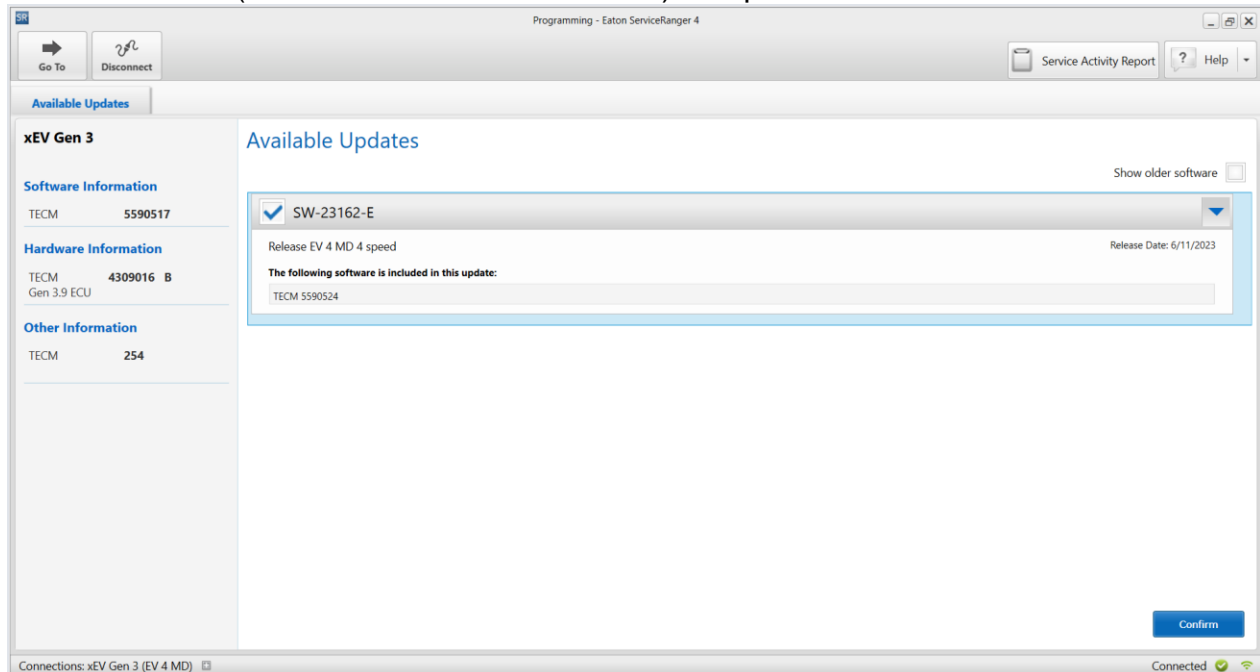 SR
Programming - Eaton ServiceRanger 4
Go To
Disconnect
Service Activity Report
? Help
Available Updates
xEV Gen 3
Software Information
TECM 5590517
Hardware Information
TECM 4309016 B
Gen 3.9 ECU
Other Information
TECM 254
Available Updates
Show older software
SW-23162-E
Release EV 4 MD 4 speed
Release Date: 6/11/2023
The following software is included in this update:
TECM 5590524
Confirm
Connections: xEV Gen 3 (EV 4 MD)
Connected